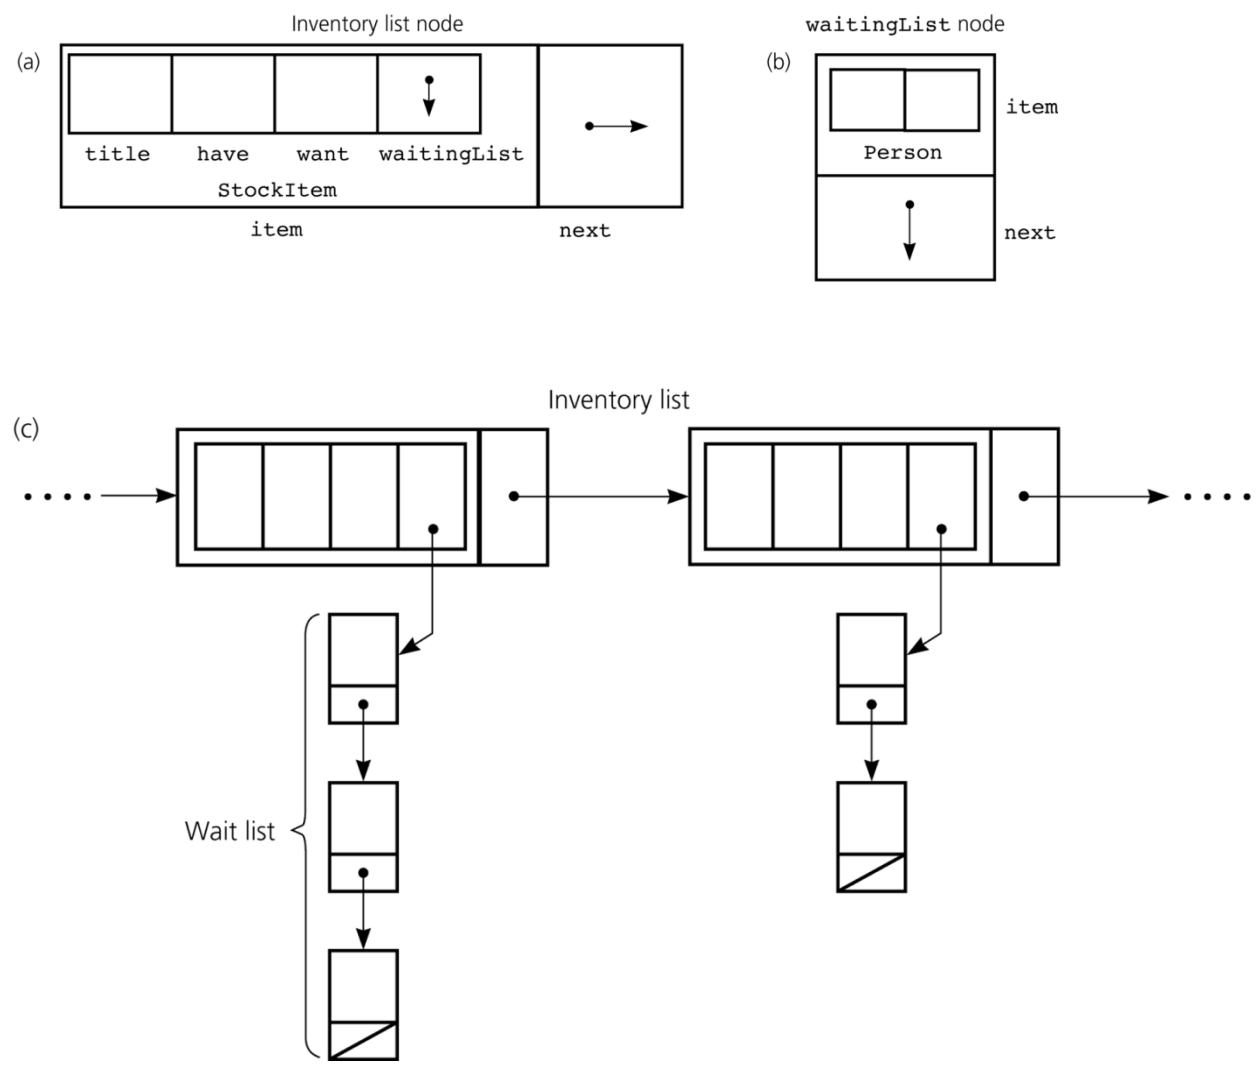 Inventory list node
(a)
title have want waitingList
StockItem
item next
waitingList node
(b)
item
Person
next
Inventory list
(c)
Wait list